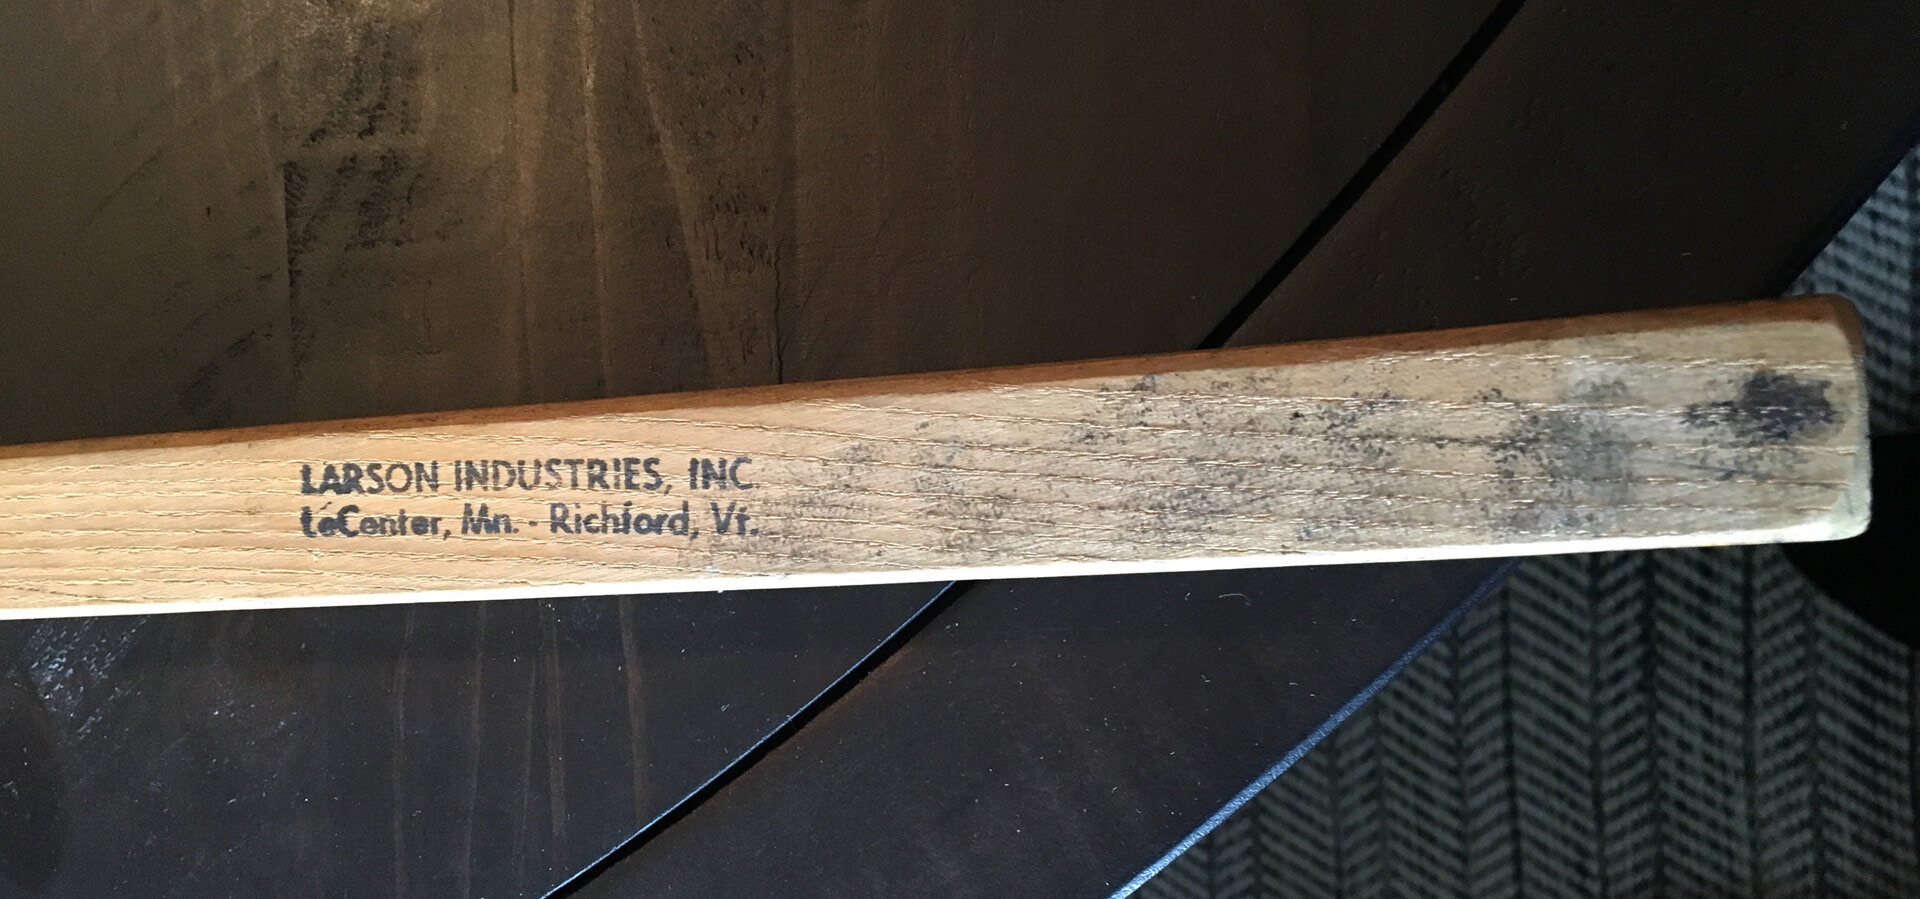 LARSON INDUSTRIES, INC.
LeCenter, Mn. - Richford, Vt.